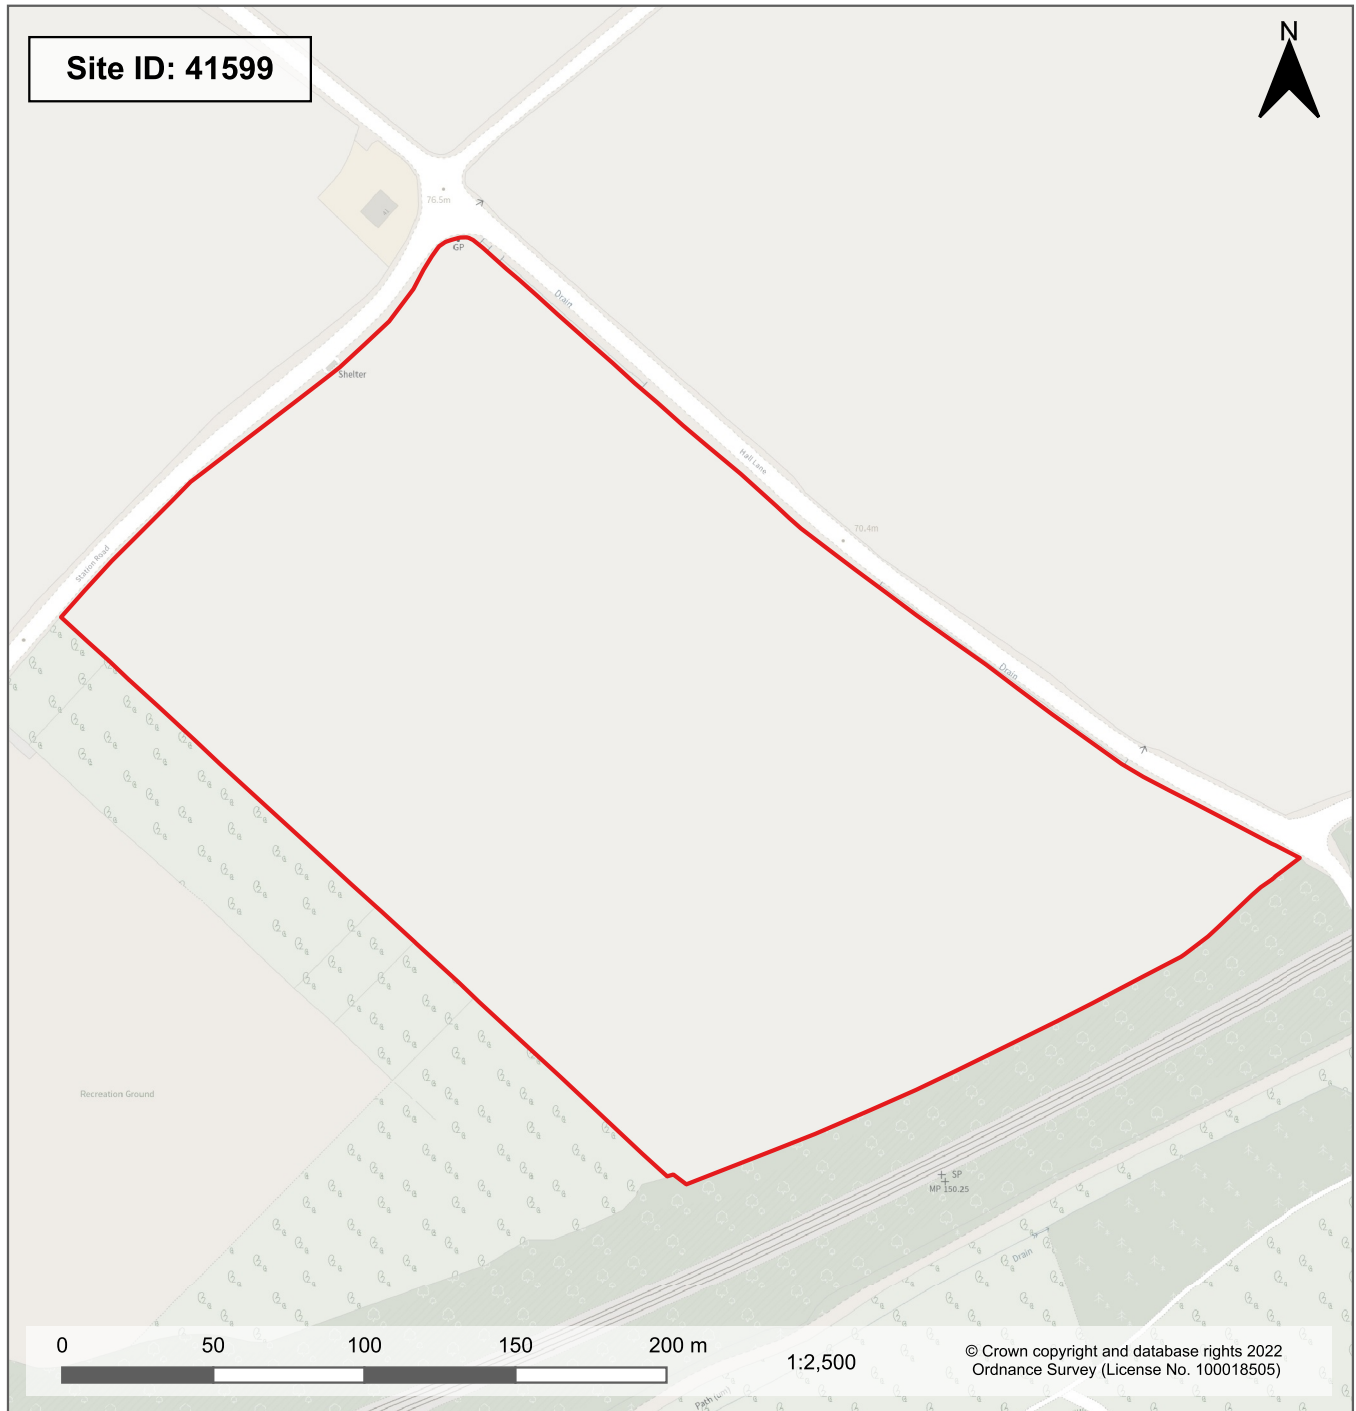 Site ID: 41599
N
76.5m
GP
Drain
Shelter
Hall Lane
70.4m
Station Road
Drain
Recreation Ground
SP
MP 150.25
Drain
0 50 100 150 200 m
1:2,500
© Crown copyright and database rights 2022
Ordnance Survey (License No. 100018505)
Path (um)